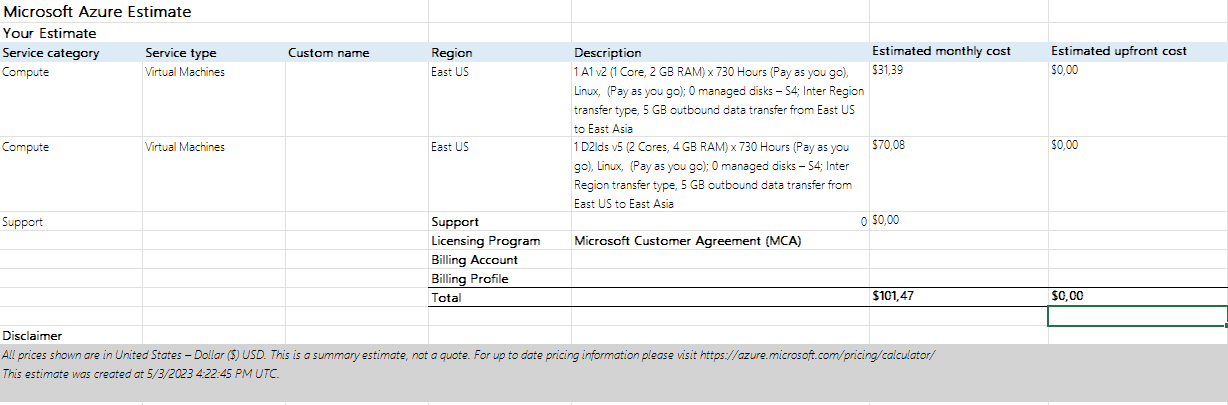 Microsoft Azure Estimate
Your Estimate
Service category Service type Custom name Region Description Estimated monthly cost Estimated upfront cost
Compute Virtual Machines East US 1 A1 v2 (1 Core, 2 GB RAM) x 730 Hours (Pay as you go), $31,39 $0,00
Linux, (Pay as you go); 0 managed disks – S4; Inter Region
transfer type, 5 GB outbound data transfer from East US
to East Asia
Compute Virtual Machines East US 1 D2lds v5 (2 Cores, 4 GB RAM) x 730 Hours (Pay as you $70,08 $0,00
go), Linux, (Pay as you go); 0 managed disks – S4; Inter
Region transfer type, 5 GB outbound data transfer from
East US to East Asia
Support Support 0 $0,00
Licensing Program Microsoft Customer Agreement (MCA)
Billing Account
Billing Profile
Total $101,47 $0,00
Disclaimer
All prices shown are in United States – Dollar ($) USD. This is a summary estimate, not a quote. For up to date pricing information please visit https://azure.microsoft.com/pricing/calculator/
This estimate was created at 5/3/2023 4:22:45 PM UTC.